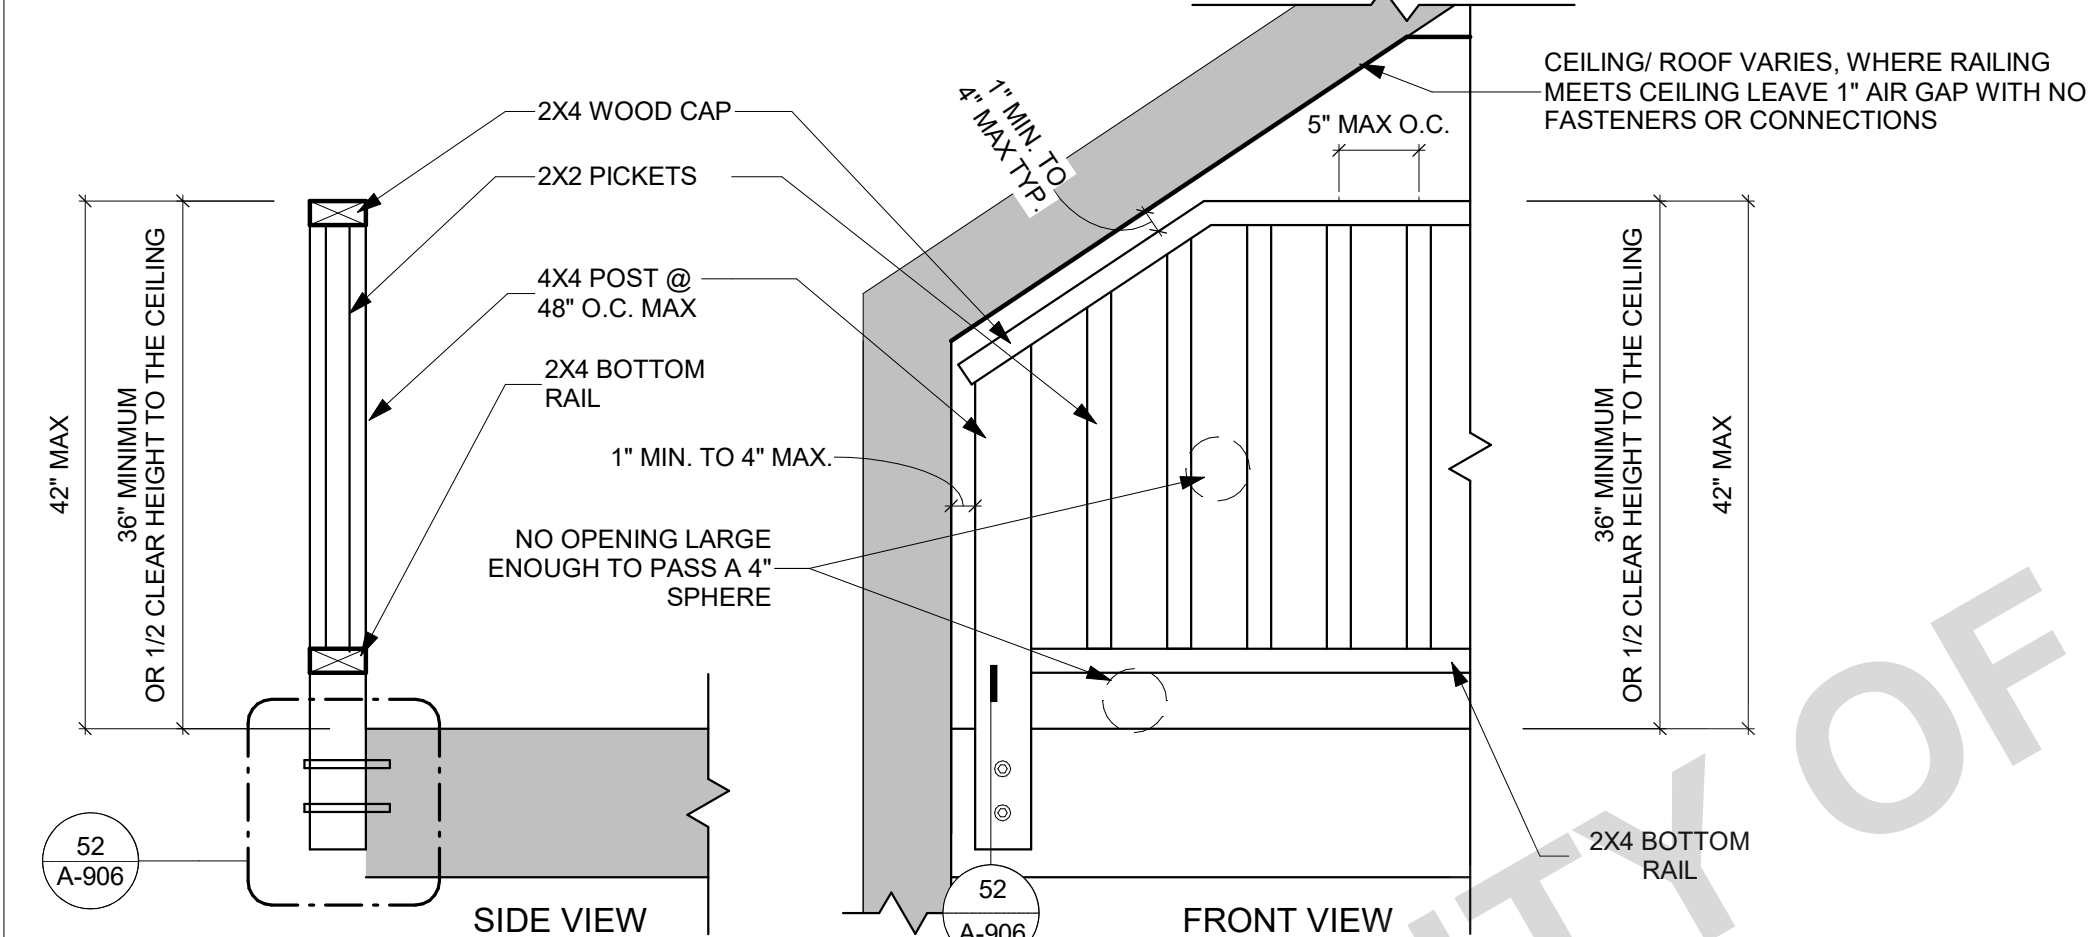 CEILING/ ROOF VARIES, WHERE RAILING
MEETS CEILING LEAVE 1" AIR GAP WITH NO
FASTENERS OR CONNECTIONS
2X4 WOOD CAP
2X2 PICKETS
4X4 POST @
48" O.C. MAX
2X4 BOTTOM
RAIL
1" MIN. TO 4" MAX.
NO OPENING LARGE
ENOUGH TO PASS A 4"
SPHERE
1" MIN. TO
4" MAX TYP.
5" MAX O.C.
42" MAX
36" MINIMUM
OR 1/2 CLEAR HEIGHT TO THE CEILING
36" MINIMUM
OR 1/2 CLEAR HEIGHT TO THE CEILING
42" MAX
2X4 BOTTOM
RAIL
52
A-906
SIDE VIEW
52
A-906
FRONT VIEW
OF